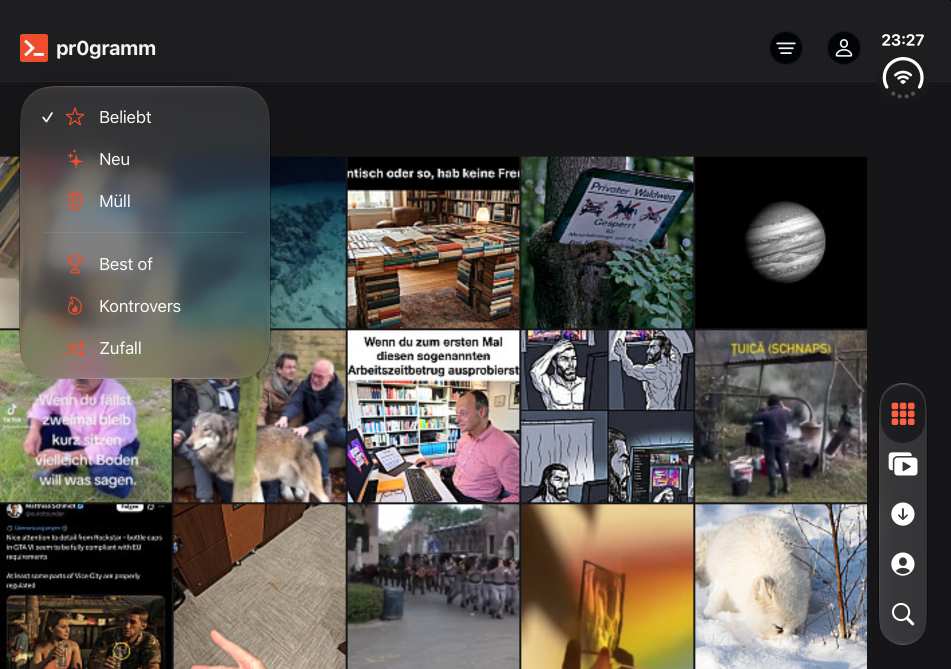 pr0gramm
23:27
Beliebt
Neu
Müll
Best of
Kontrovers
Zufall
ntisch oder so, hab keine Fre
Privater Waldweg
Gesperrt
für
Wenn du fällst
zweimal bleib
kurz sitzen
vielleicht Boden
will was sagen.
Wenn du zum ersten Mal
diesen sogenannten
Arbeitszeitbetrug ausprobierst
TUICĂ (SCHNAPS)
Folgen
Nice attention to detail from Rockstar - bottle caps
in GTA VI seem to be fully compliant with EU
requirements
At least some parts of Vice City are properly
regulated